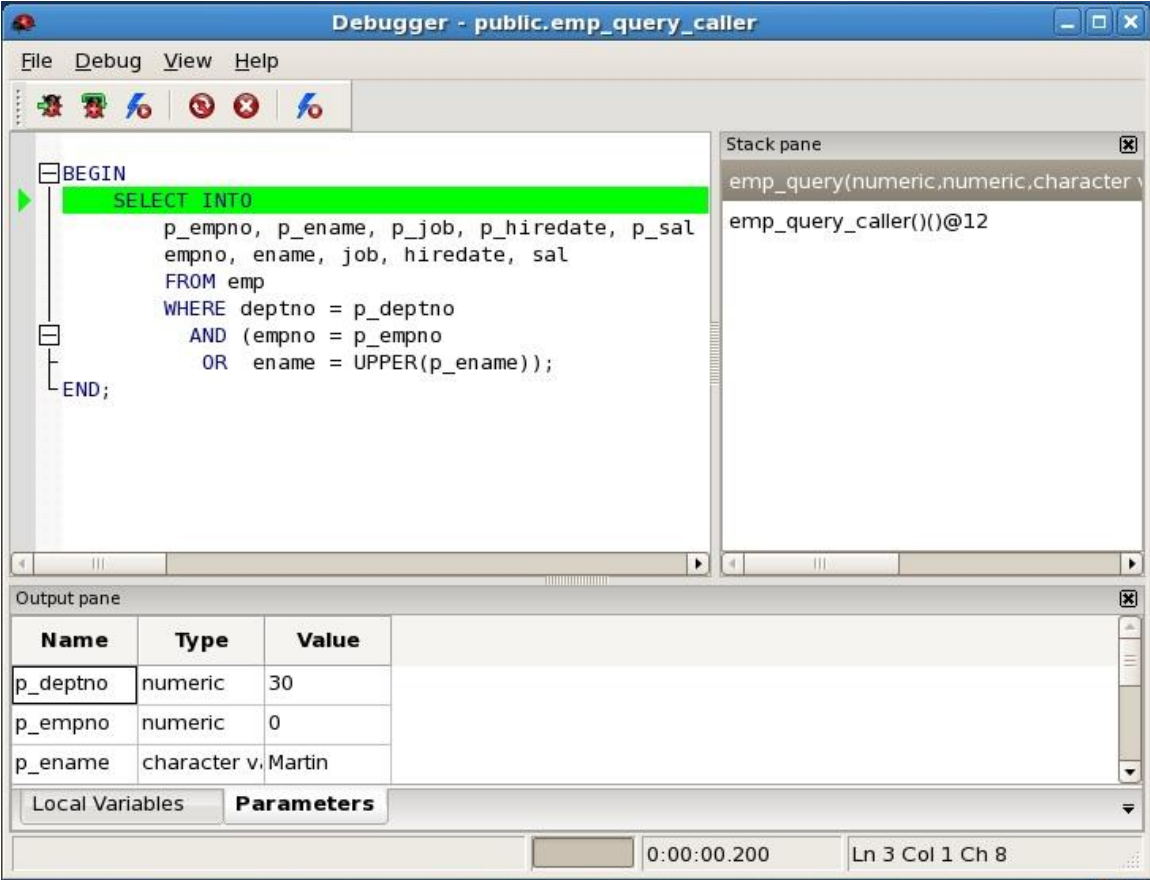 Debugger - public.emp_query_caller
File Debug View Help
BEGIN
SELECT INTO
p_empno, p_ename, p_job, p_hiredate, p_sal
empno, ename, job, hiredate, sal
FROM emp
WHERE deptno = p_deptno
AND (empno = p_empno
OR ename = UPPER(p_ename));
END;
Stack pane
emp_query(numeric,numeric,character
emp_query_caller()()@12
Output pane
Name Type Value
p_deptno numeric 30
p_empno numeric 0
p_ename character Martin
Local Variables Parameters
0:00:00.200 Ln 3 Col 1 Ch 8